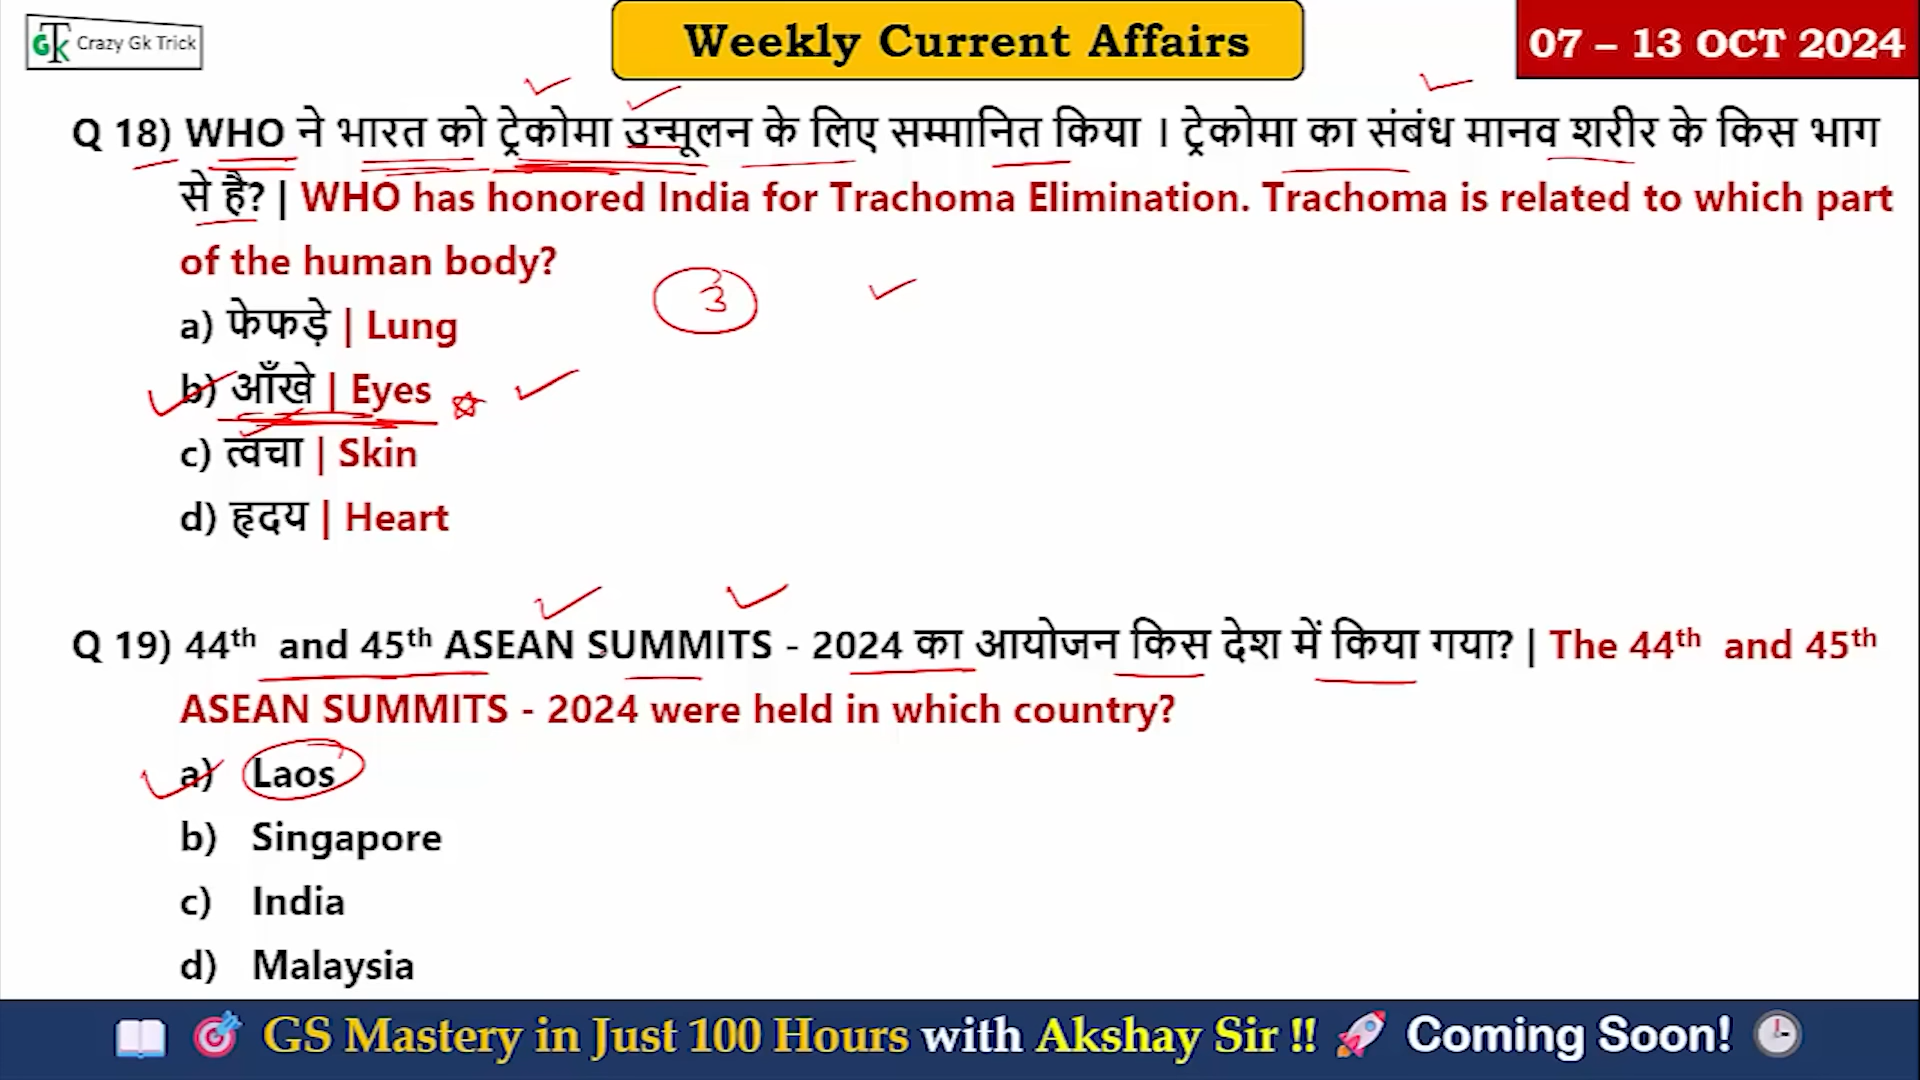 GTK Crazy Gk Trick
Weekly Current Affairs
07 – 13 OCT 2024
Q 18) WHO ने भारत को ट्रेकोमा उन्मूलन के लिए सम्मानित किया । ट्रेकोमा का संबंध मानव शरीर के किस भाग
से है? | WHO has honored India for Trachoma Elimination. Trachoma is related to which part
of the human body?
3
a) फेफड़े | Lung
b) आँखे | Eyes
c) त्वचा | Skin
d) हृदय | Heart
Q 19) 44th and 45th ASEAN SUMMITS - 2024 का आयोजन किस देश में किया गया? | The 44th and 45th
ASEAN SUMMITS - 2024 were held in which country?
a) Laos
b) Singapore
c) India
d) Malaysia
GS Mastery in Just 100 Hours with Akshay Sir !! Coming Soon!